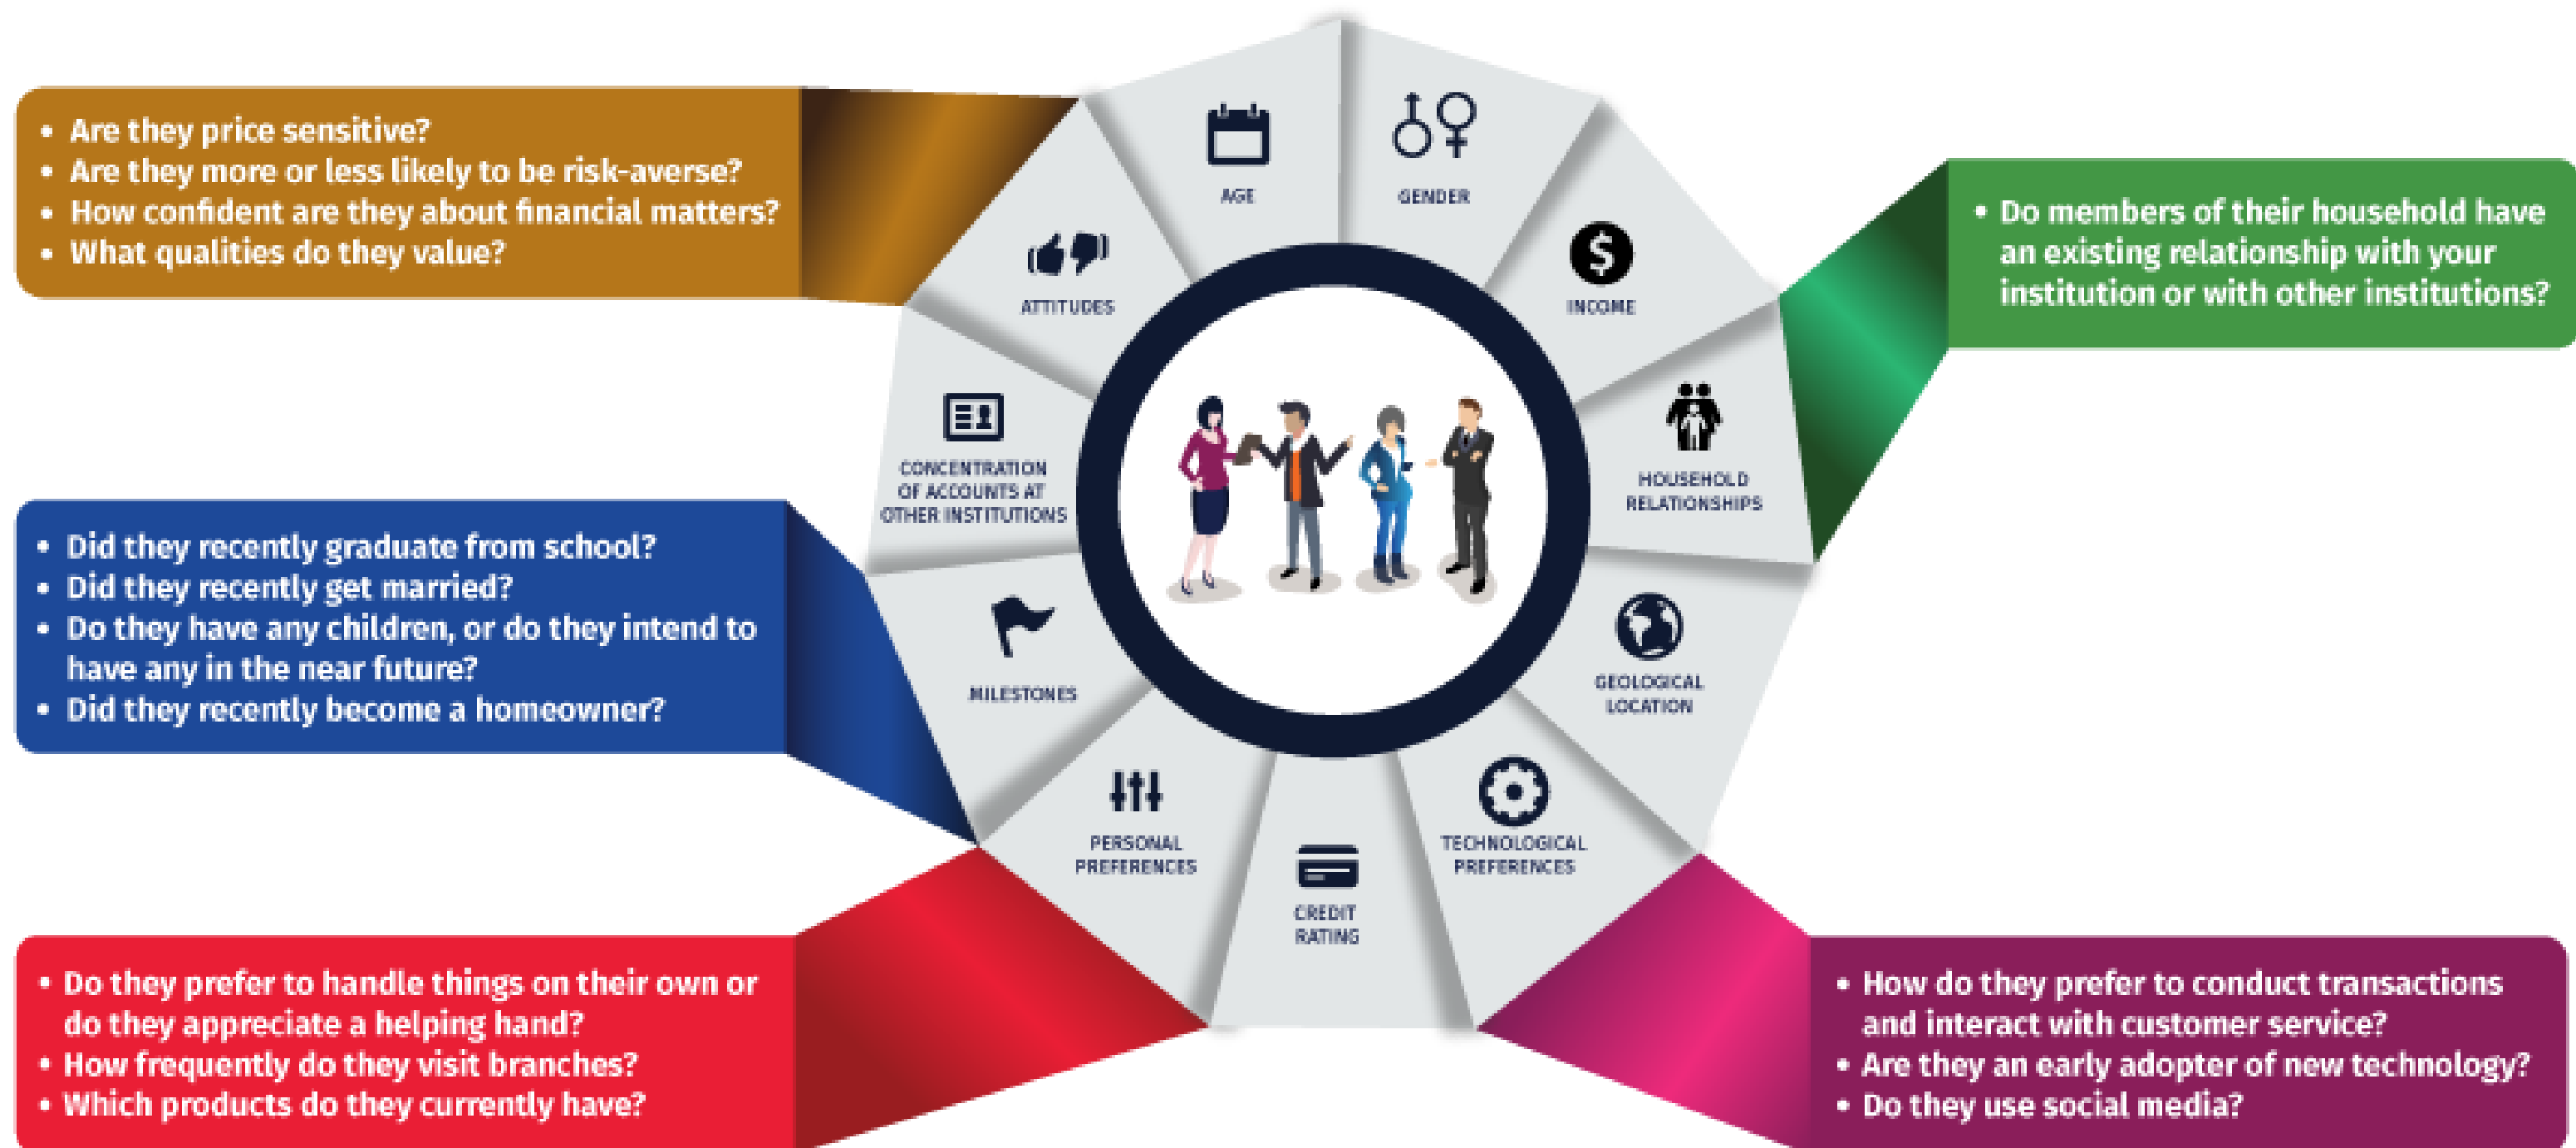 • Are they price sensitive?
• Are they more or less likely to be risk-averse?
• How confident are they about financial matters?
• What qualities do they value?
AGE
GENDER
INCOME
ATTITUDES
• Do members of their household have
an existing relationship with your
institution or with other institutions?
CONCENTRATION
OF ACCOUNTS AT
OTHER INSTITUTIONS
HOUSEHOLD
RELATIONSHIPS
• Did they recently graduate from school?
• Did they recently get married?
• Do they have any children, or do they intend to
have any in the near future?
• Did they recently become a homeowner?
MILESTONES
GEOLOGICAL
LOCATION
PERSONAL
PREFERENCES
CREDIT
RATING
TECHNOLOGICAL
PREFERENCES
• Do they prefer to handle things on their own or
do they appreciate a helping hand?
• How frequently do they visit branches?
• Which products do they currently have?
• How do they prefer to conduct transactions
and interact with customer service?
• Are they an early adopter of new technology?
• Do they use social media?